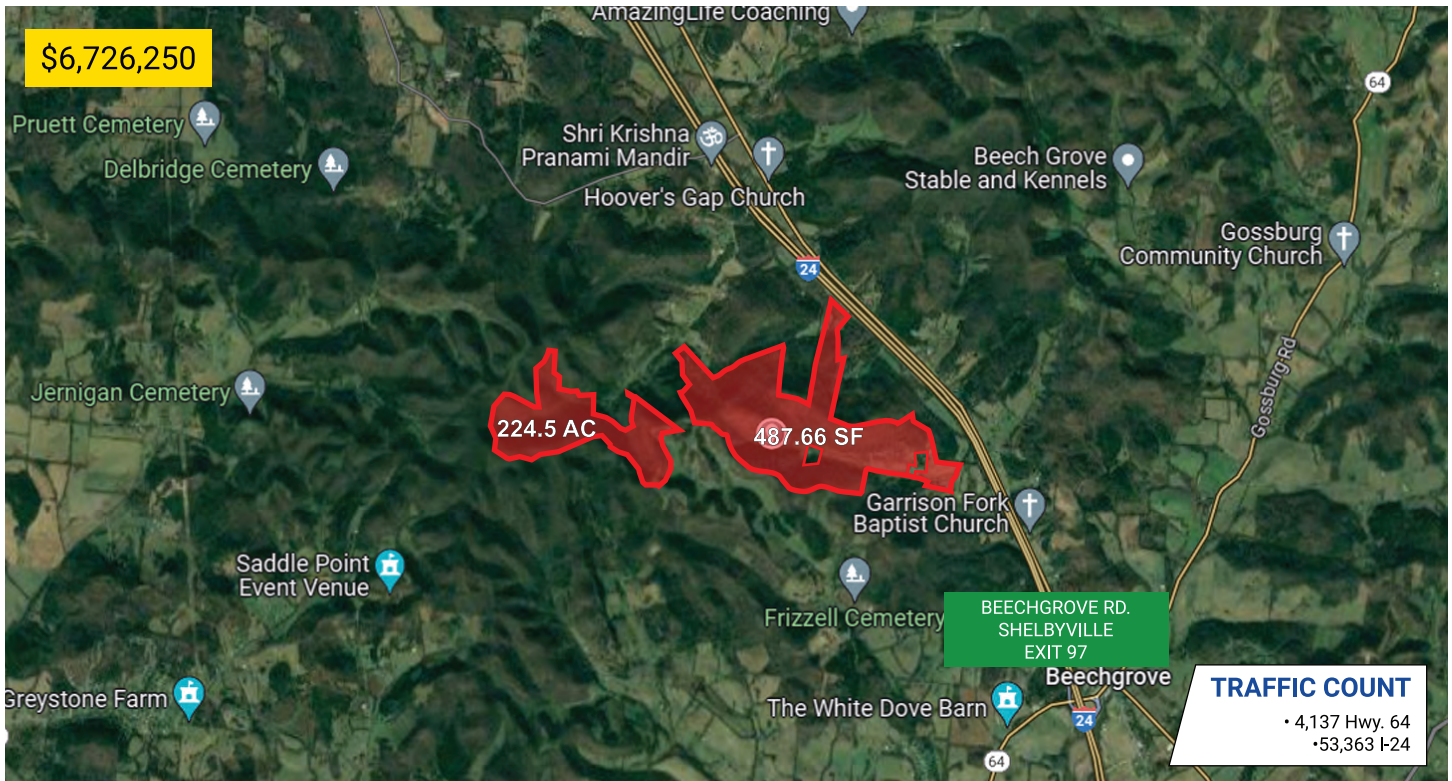 AmazingLife Coaching
$6,726,250
64
Pruett Cemetery
Shri Krishna
Pranami Mandir
Delbridge Cemetery
Beech Grove
Stable and Kennels
Hoover's Gap Church
Gossburg
Community Church
24
Jernigan Cemetery
Gossburg Rd
224.5 AC
487.66 SF
Garrison Fork
Baptist Church
Saddle Point
Event Venue
Frizzell Cemetery
BEECHGROVE RD.
SHELBYVILLE
EXIT 97
Beechgrove
Greystone Farm
The White Dove Barn
24
64
TRAFFIC COUNT
• 4,137 Hwy. 64
•53,363 I-24